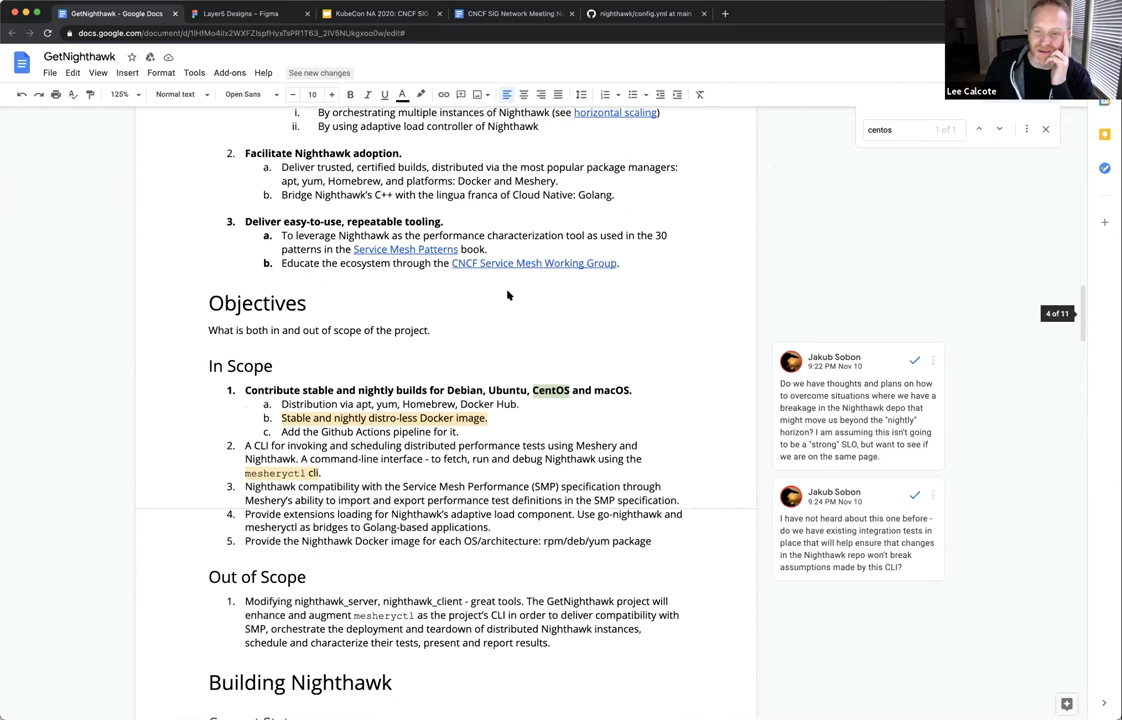 GetNighthawk - Google Docs
Layer5 Designs – Figma
KubeCon NA 2020: CNCF SIG
CNCF SIG Network Meeting N
nighthawk/config.yml at main
docs.google.com/document/d/
GetNighthawk
File Edit View Insert Format Tools Add-ons Help See new changes
125% Normal text Open Sans 10 B I U A
Lee Calcote
centos 1 of 1
i. By orchestrating multiple instances of Nighthawk (see horizontal scaling)
ii. By using adaptive load controller of Nighthawk
2. Facilitate Nighthawk adoption.
a. Deliver trusted, certified builds, distributed via the most popular package managers:
apt, yum, Homebrew, and platforms: Docker and Meshery.
b. Bridge Nighthawk's C++ with the lingua franca of Cloud Native: Golang.
3. Deliver easy-to-use, repeatable tooling.
a. To leverage Nighthawk as the performance characterization tool as used in the 30
patterns in the Service Mesh Patterns book.
b. Educate the ecosystem through the CNCF Service Mesh Working Group.
Objectives
What is both in and out of scope of the project.
In Scope
1. Contribute stable and nightly builds for Debian, Ubuntu, CentOS and macOS.
a. Distribution via apt, yum, Homebrew, Docker Hub.
b. Stable and nightly distro-less Docker image.
c. Add the Github Actions pipeline for it.
2. A CLI for invoking and scheduling distributed performance tests using Meshery and
Nighthawk. A command-line interface - to fetch, run and debug Nighthawk using the
mesheryctl cli.
3. Nighthawk compatibility with the Service Mesh Performance (SMP) specification through
Meshery's ability to import and export performance test definitions in the SMP specification.
4. Provide extensions loading for Nighthawk's adaptive load component. Use go-nighthawk and
mesheryctl as bridges to Golang-based applications.
5. Provide the Nighthawk Docker image for each OS/architecture: rpm/deb/yum package
Out of Scope
1. Modifying nighthawk_server, nighthawk_client - great tools. The GetNighthawk project will
enhance and augment mesheryctl as the project's CLI in order to deliver compatibility with
SMP, orchestrate the deployment and teardown of distributed Nighthawk instances,
schedule and characterize their tests, present and report results.
Building Nighthawk
4 of 11
Jakub Sobon
9:22 PM Nov 10
Do we have thoughts and plans on how
to overcome situations where we have a
breakage in the Nighthawk depo that
might move us beyond the "nightly"
horizon? I am assuming this isn't going
to be a "strong" SLO, but want to see if
we are on the same page.
Jakub Sobon
9:24 PM Nov 10
I have not heard about this one before -
do we have existing integration tests in
place that will help ensure that changes
in the Nighthawk repo won't break
assumptions made by this CLI?